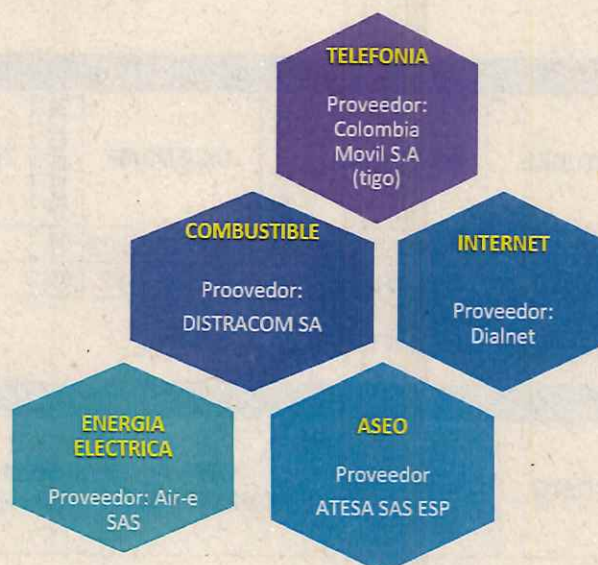 TELEFONIA
Proveedor:
Colombia
Movil S.A
(tigo)
COMBUSTIBLE
Proovedor:
DISTRACOM SA
INTERNET
Proveedor:
Dialnet
ENERGIA
ELECTRICA
Proveedor: Air-e
SAS
ASEO
Proveedor
ATESA SAS ESP